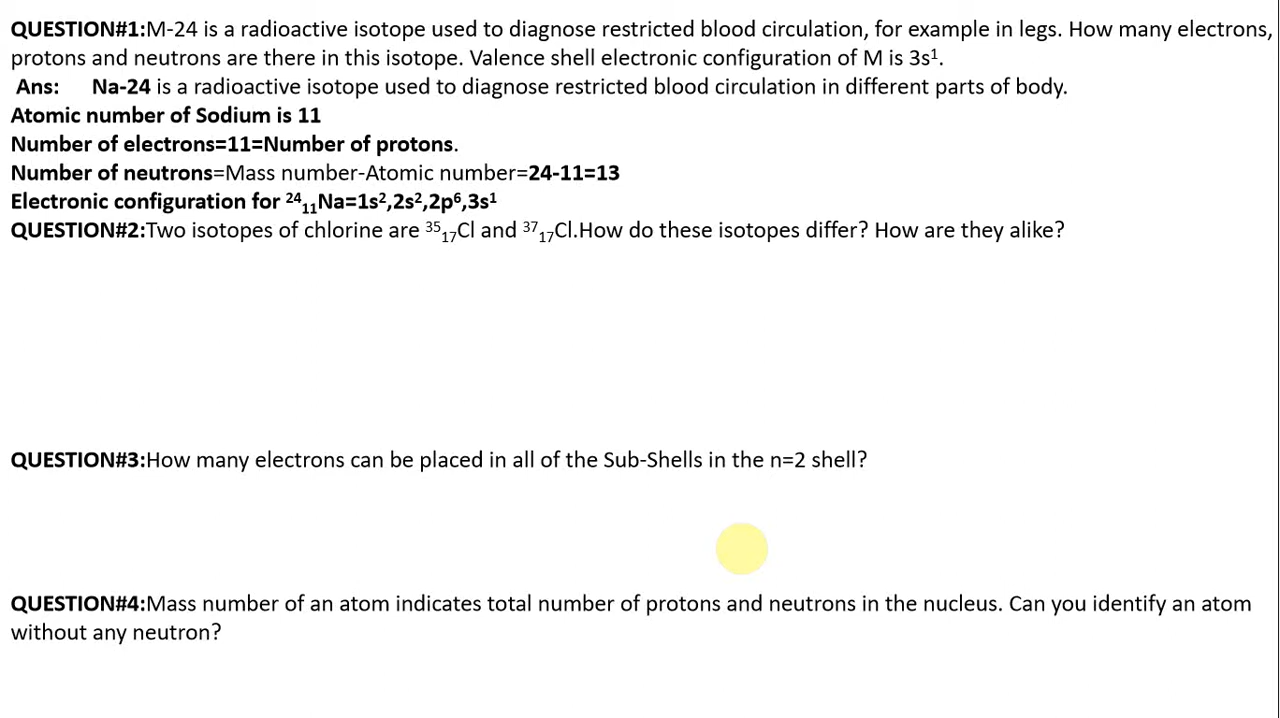 QUESTION#1:M-24 is a radioactive isotope used to diagnose restricted blood circulation, for example in legs. How many electrons,
protons and neutrons are there in this isotope. Valence shell electronic configuration of M is 3s¹.
Ans: Na-24 is a radioactive isotope used to diagnose restricted blood circulation in different parts of body.
Atomic number of Sodium is 11
Number of electrons=11=Number of protons.
Number of neutrons=Mass number-Atomic number=24-11=13
Electronic configuration for ²⁴₁₁Na=1s²,2s²,2p⁶,3s¹
QUESTION#2:Two isotopes of chlorine are ³⁵₁₇Cl and ³⁷₁₇Cl.How do these isotopes differ? How are they alike?
QUESTION#3:How many electrons can be placed in all of the Sub-Shells in the n=2 shell?
QUESTION#4:Mass number of an atom indicates total number of protons and neutrons in the nucleus. Can you identify an atom
without any neutron?